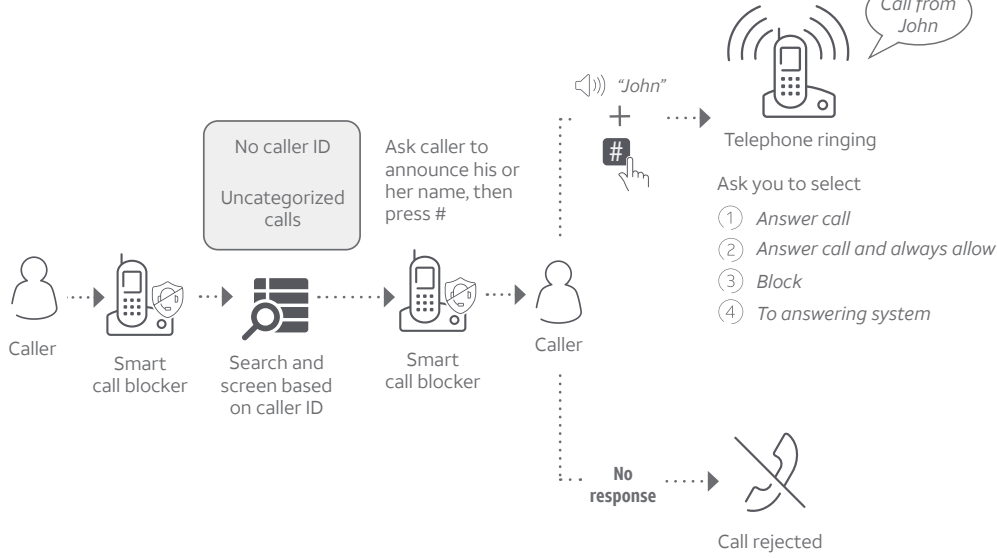 Call from
John
"John"
+
#
Telephone ringing
No caller ID
Uncategorized
calls
Ask caller to
announce his or
her name, then
press #
Ask you to select
1 Answer call
2 Answer call and always allow
3 Block
4 To answering system
Caller
Smart
call blocker
Search and
screen based
on caller ID
Smart
call blocker
Caller
No
response
Call rejected